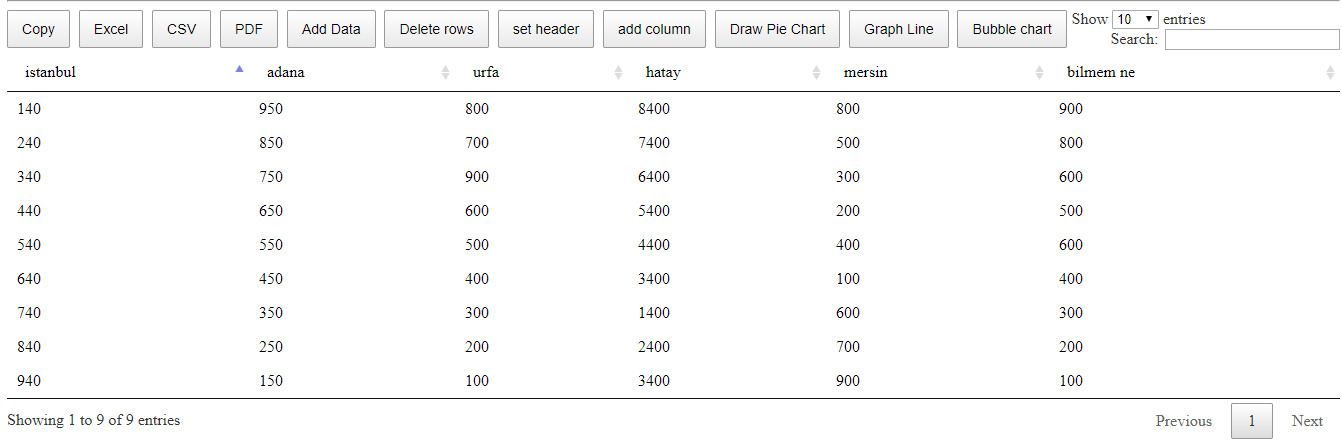 Copy Excel CSV PDF Add Data Delete rows set header add column Draw Pie Chart Graph Line Bubble chart Show 10 entries
Search:
istanbul adana urfa hatay mersin bilmem ne
140 950 800 8400 800 900
240 850 700 7400 500 800
340 750 900 6400 300 600
440 650 600 5400 200 500
540 550 500 4400 400 600
640 450 400 3400 100 400
740 350 300 1400 600 300
840 250 200 2400 700 200
940 150 100 3400 900 100
Showing 1 to 9 of 9 entries Previous 1 Next